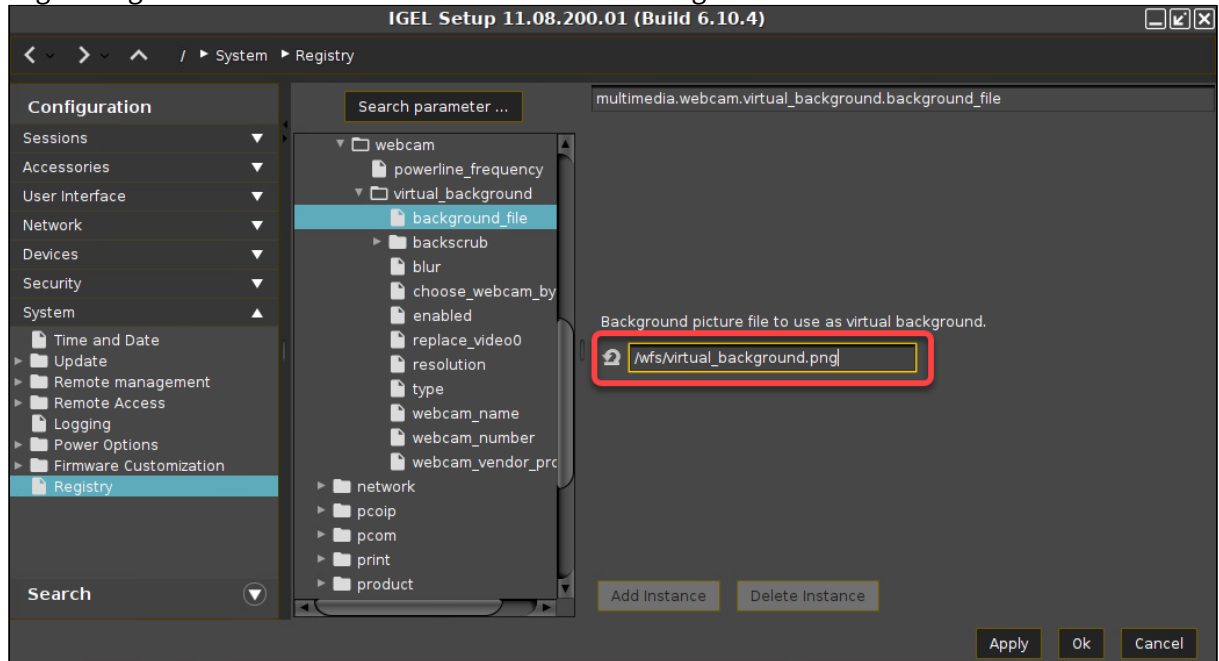 IGEL Setup 11.08.200.01 (Build 6.10.4)
/ System Registry
Configuration
Sessions
Accessories
User Interface
Network
Devices
Security
System
Time and Date
Update
Remote management
Remote Access
Logging
Power Options
Firmware Customization
Registry
Search
Search parameter ...
webcam
powerline_frequency
virtual_background
background_file
backscrub
blur
choose_webcam_by
enabled
replace_video0
resolution
type
webcam_name
webcam_number
webcam_vendor_prc
network
pcoip
pcom
print
product
multimedia.webcam.virtual_background.background_file
Background picture file to use as virtual background.
/wfs/virtual_background.png
Add Instance Delete Instance
Apply Ok Cancel